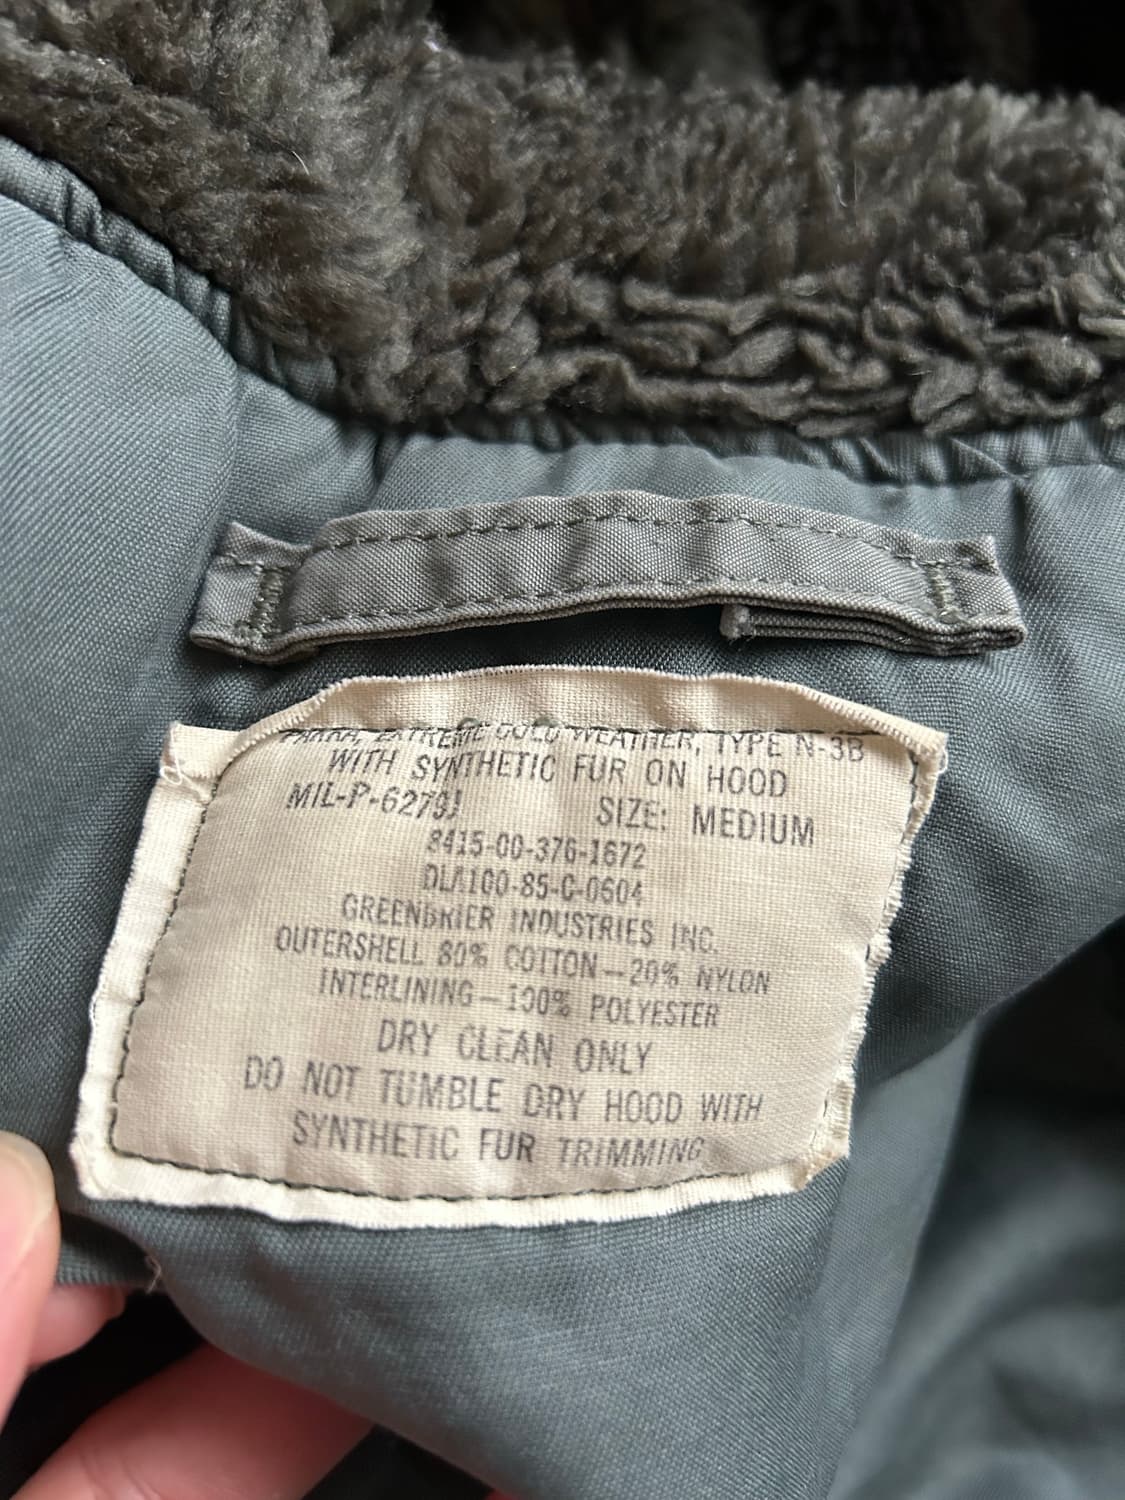 PARKA, EXTREME COLD WEATHER, TYPE N-3B
WITH SYNTHETIC FUR ON HOOD
MIL-P-6279J SIZE: MEDIUM
8415-00-376-1672
DLA100-85-C-0604
GREENBRIER INDUSTRIES INC.
OUTERSHELL 80% COTTON—20% NYLON
INTERLINING—100% POLYESTER
DRY CLEAN ONLY
DO NOT TUMBLE DRY HOOD WITH
SYNTHETIC FUR TRIMMING